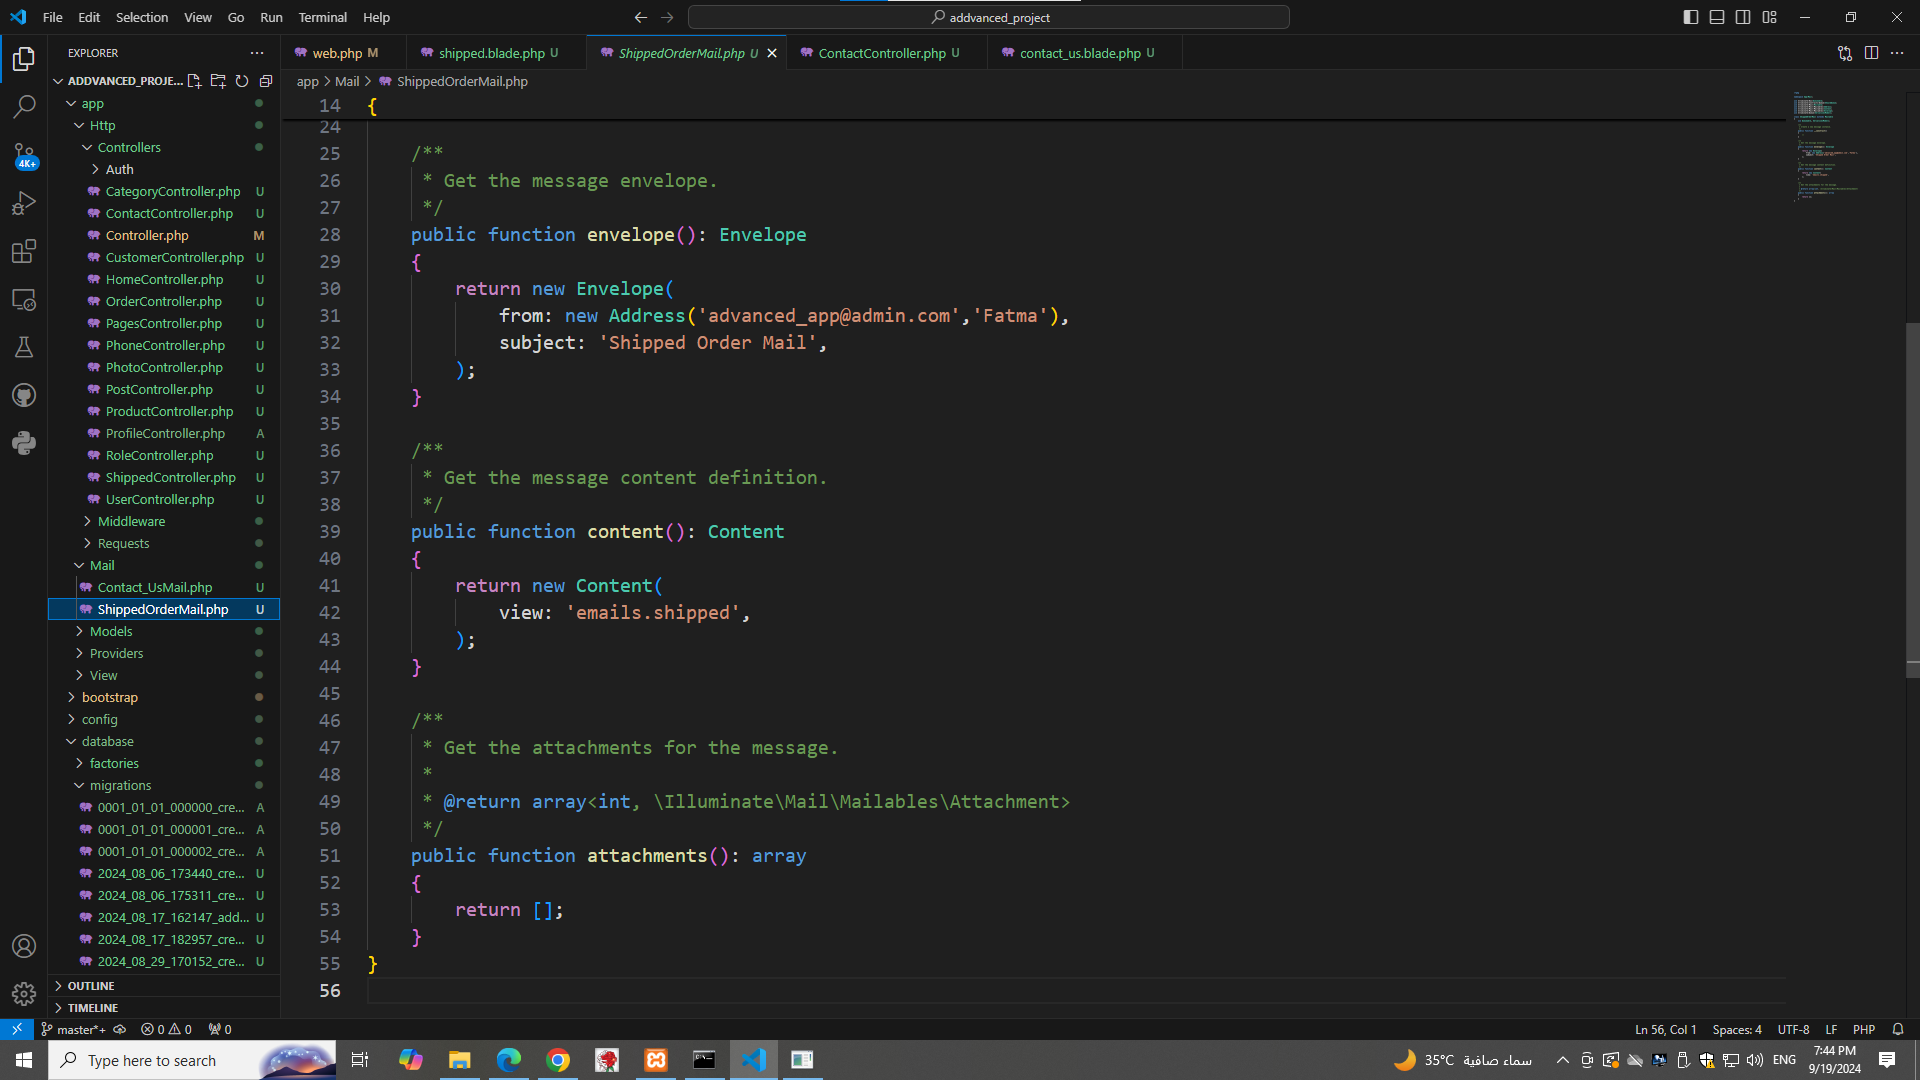 File Edit Selection View Go Run Terminal Help
addvanced_project
EXPLORER
web.php M
shipped.blade.php U
ShippedOrderMail.php U
ContactController.php U
contact_us.blade.php U
ADDVANCED_PROJE...
app > Mail > ShippedOrderMail.php
app
Http
Controllers
Auth
CategoryController.php U
ContactController.php U
Controller.php M
CustomerController.php U
HomeController.php U
OrderController.php U
PagesController.php U
PhoneController.php U
PhotoController.php U
PostController.php U
ProductController.php U
ProfileController.php A
RoleController.php U
ShippedController.php U
UserController.php U
Middleware
Requests
Mail
Contact_UsMail.php U
ShippedOrderMail.php U
Models
Providers
View
bootstrap
config
database
factories
migrations
0001_01_01_000000_cre... A
0001_01_01_000001_cre... A
0001_01_01_000002_cre... A
2024_08_06_173440_cre... U
2024_08_06_175311_cre... U
2024_08_17_162147_add... U
2024_08_17_182957_cre... U
2024_08_29_170152_cre... U
OUTLINE
TIMELINE
14 {
24
25 /**
26 * Get the message envelope.
27 */
28 public function envelope(): Envelope
29 {
30 return new Envelope(
31 from: new Address('advanced_app@admin.com','Fatma'),
32 subject: 'Shipped Order Mail',
33 );
34 }
35
36 /**
37 * Get the message content definition.
38 */
39 public function content(): Content
40 {
41 return new Content(
42 view: 'emails.shipped',
43 );
44 }
45
46 /**
47 * Get the attachments for the message.
48 *
49 * @return array<int, \Illuminate\Mail\Mailables\Attachment>
50 */
51 public function attachments(): array
52 {
53 return [];
54 }
55 }
56
4K+
master*+ 0 0 0
Ln 56, Col 1 Spaces: 4 UTF-8 LF PHP
Type here to search
35°C سماء صافية
ENG
7:44 PM
9/19/2024